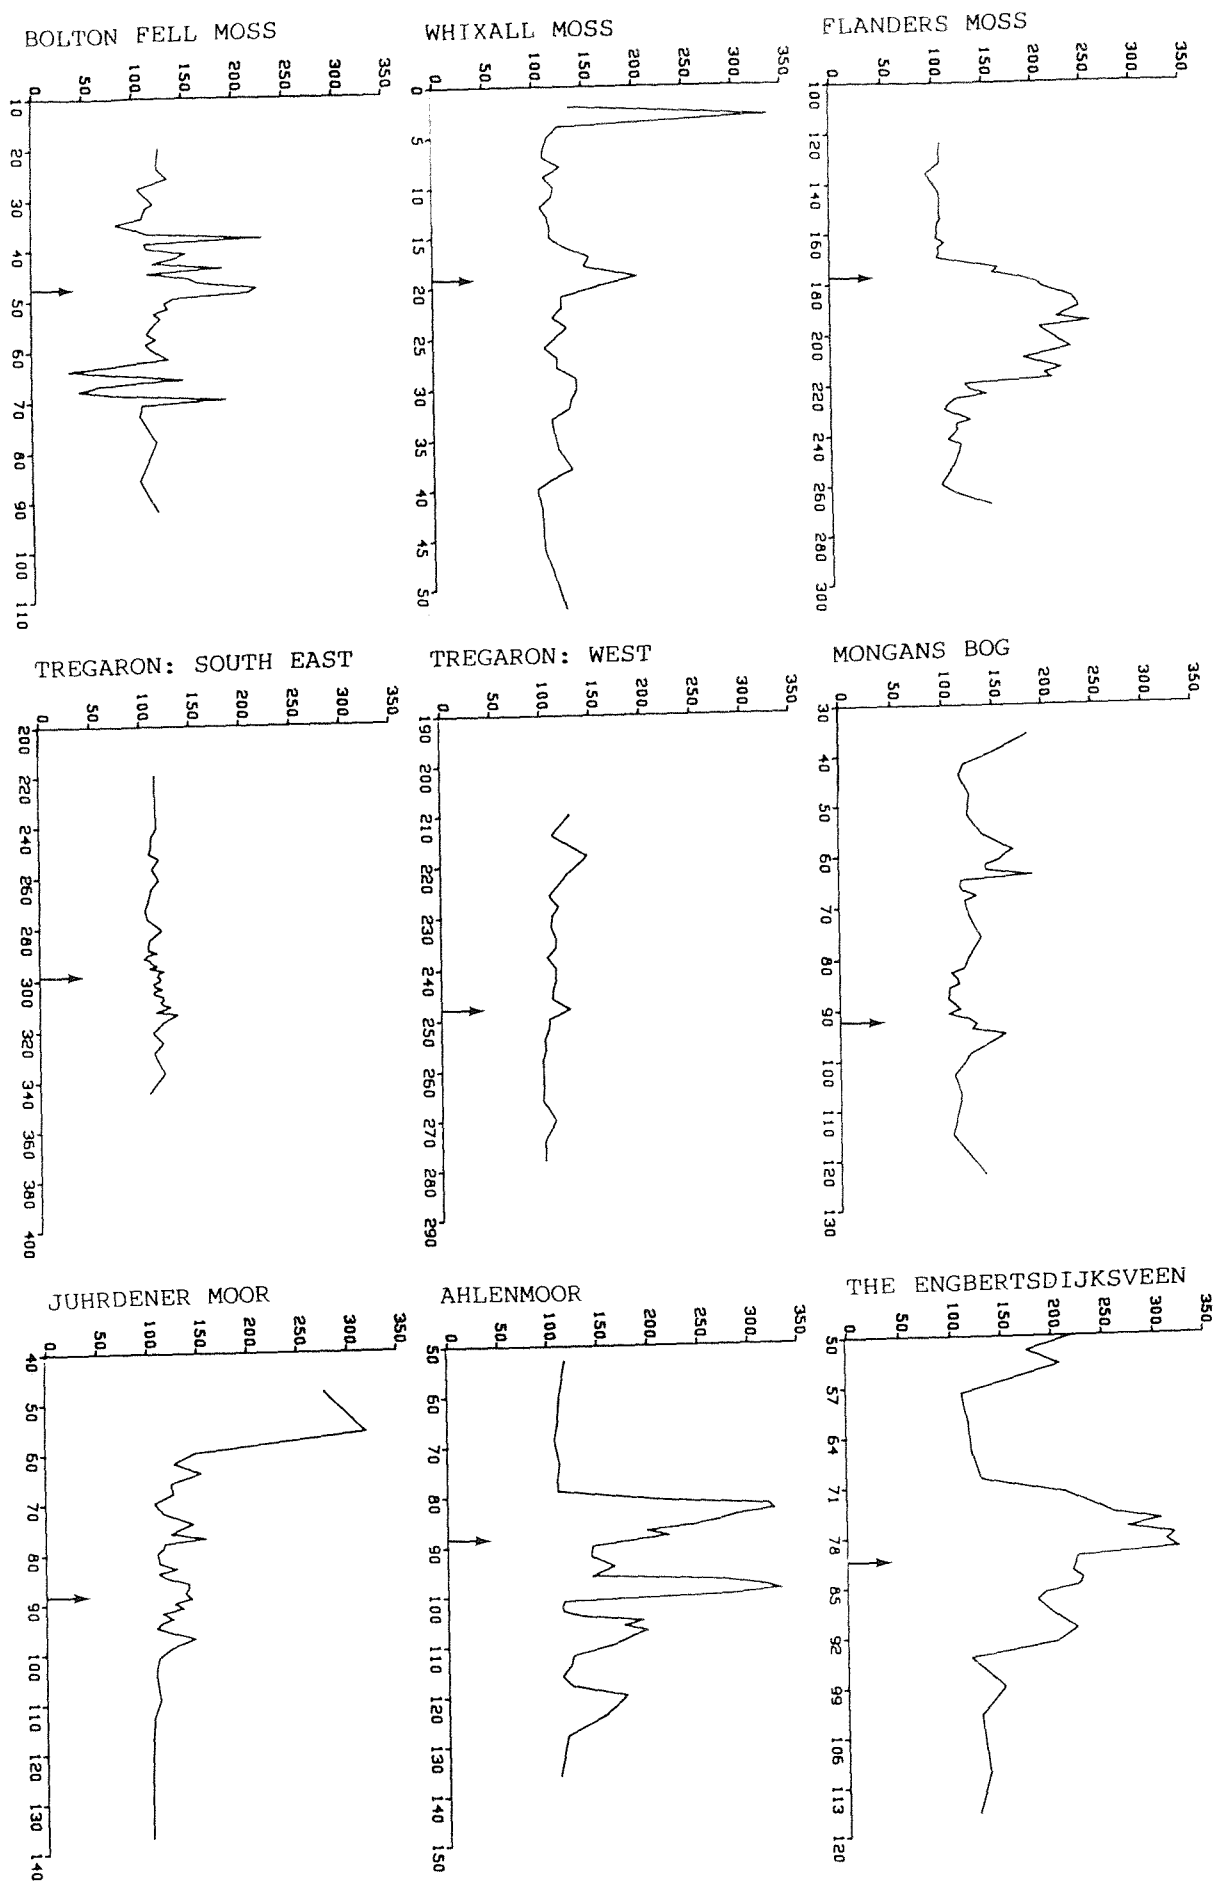 BOLTON FELL MOSS
0. 50. 100. 150. 200. 250. 300. 350.
10 20 30 40 50 60 70 80 90 100 110
WHIXALL MOSS
0. 50. 100. 150. 200. 250. 300. 350.
0 5 10 15 20 25 30 35 40 45 50
FLANDERS MOSS
0. 50. 100. 150. 200. 250. 300. 350.
100 120 140 160 180 200 220 240 260 280 300
TREGARON: SOUTH EAST
0. 50. 100. 150. 200. 250. 300. 350.
200 220 240 260 280 300 320 340 360 380 400
TREGARON: WEST
0. 50. 100. 150. 200. 250. 300. 350.
190 200 210 220 230 240 250 260 270 280 290
MONGANS BOG
0. 50. 100. 150. 200. 250. 300. 350.
30 40 50 60 70 80 90 100 110 120 130
JUHRDENER MOOR
0. 50. 100. 150. 200. 250. 300. 350.
40 50 60 70 80 90 100 110 120 130 140
AHLENMOOR
0. 50. 100. 150. 200. 250. 300. 350.
50 60 70 80 90 100 110 120 130 140 150
THE ENGBERTSDIJKSVEEN
0. 50. 100. 150. 200. 250. 300. 350.
50 57 64 71 78 85 92 99 106 113 120